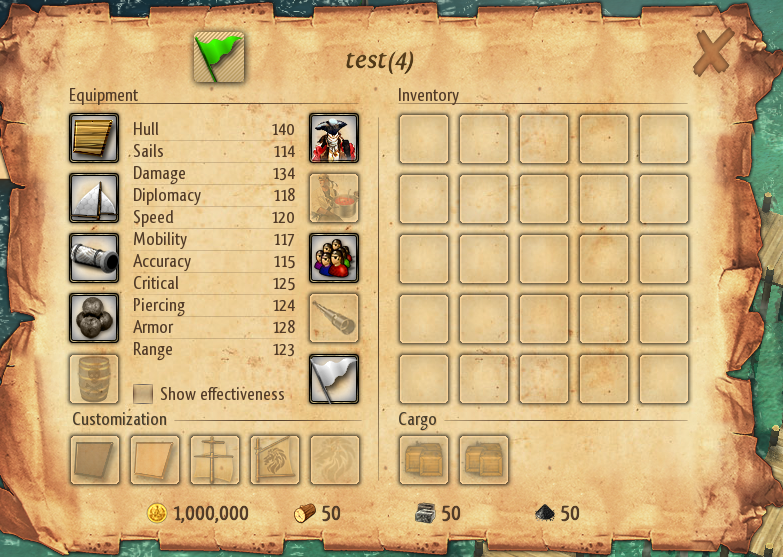 test(4)
Equipment
Hull 140
Sails 114
Damage 134
Diplomacy 118
Speed 120
Mobility 117
Accuracy 115
Critical 125
Piercing 124
Armor 128
Range 123
Show effectiveness
Customization
Inventory
Cargo
1,000,000 50 50 50